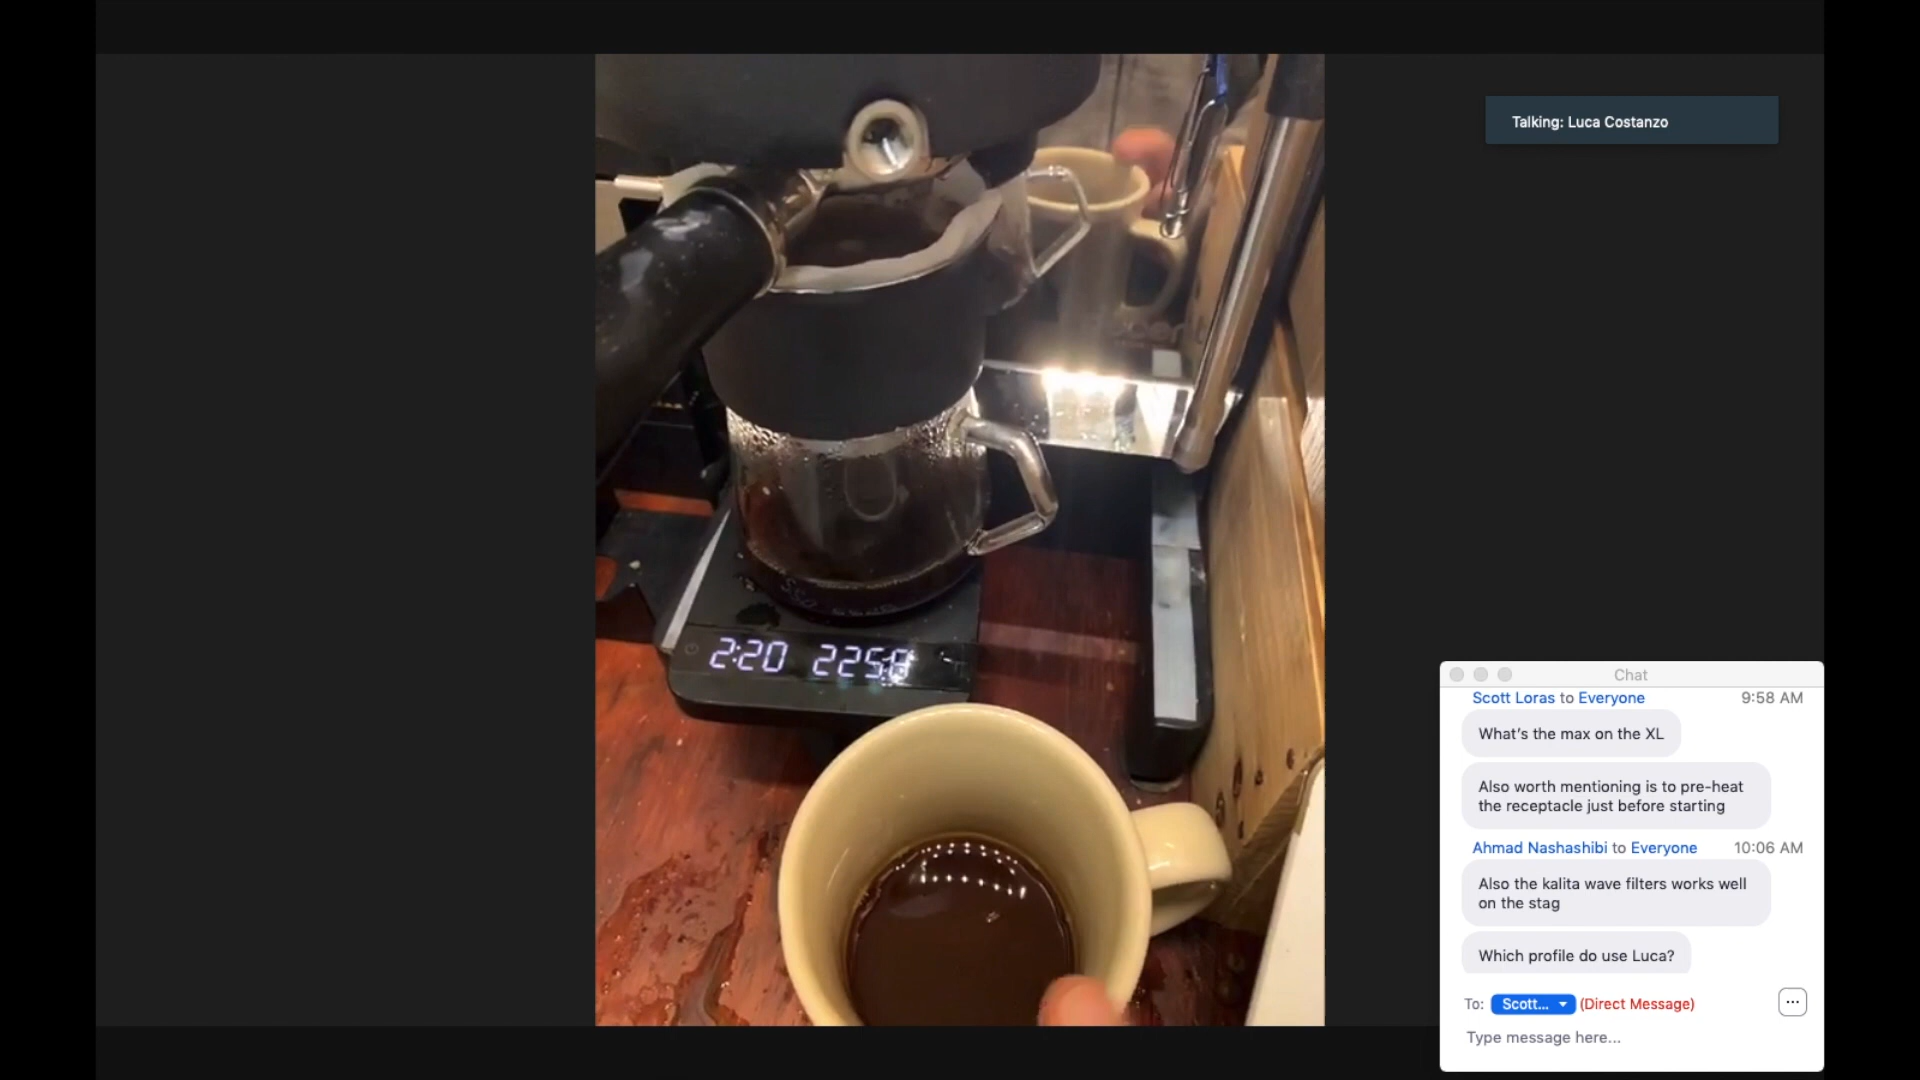 Talking: Luca Costanzo
2:20 225
Chat
Scott Loras to Everyone 9:58 AM
What's the max on the XL
Also worth mentioning is to pre-heat
the receptacle just before starting
Ahmad Nashashibi to Everyone 10:06 AM
Also the kalita wave filters works well
on the stag
Which profile do use Luca?
To: Scott... (Direct Message)
Type message here...